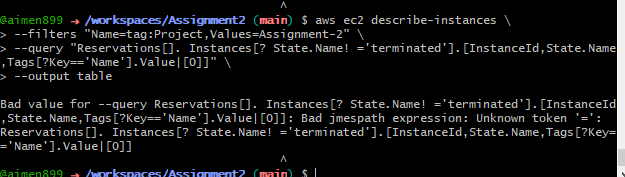 ^
@aimen899 → /workspaces/Assignment2 (main) $ aws ec2 describe-instances \
> --filters "Name=tag:Project,Values=Assignment-2" \
> --query "Reservations[]. Instances[? State.Name! ='terminated'].[InstanceId,State.Name
,Tags[?Key=='Name'].Value|[0]]" \
> --output table
Bad value for --query Reservations[]. Instances[? State.Name! ='terminated'].[InstanceId
,State.Name,Tags[?Key=='Name'].Value|[0]]: Bad jmespath expression: Unknown token '=':
Reservations[]. Instances[? State.Name! ='terminated'].[InstanceId,State.Name,Tags[?Key=
='Name'].Value|[0]]
^
@aimen899 → /workspaces/Assignment2 (main) $